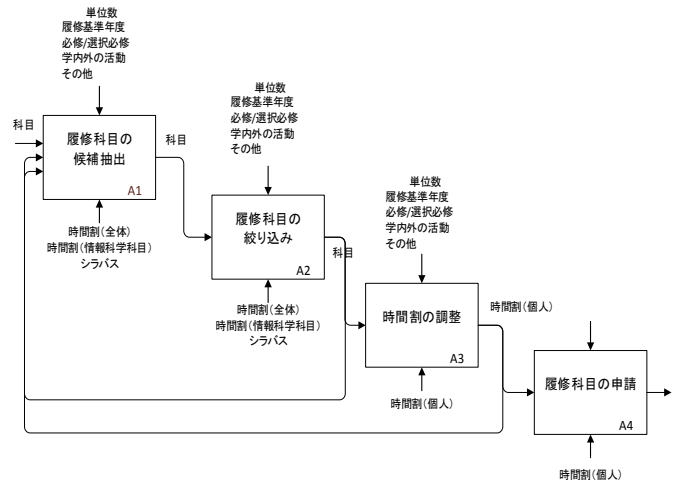 単位数
履修基準年度
必修/選択必修
学内外の活動
その他
科目
履修科目の
候補抽出
A1
時間割(全体)
時間割(情報科学科目)
シラバス
科目
単位数
履修基準年度
必修/選択必修
学内外の活動
その他
履修科目の
絞り込み
A2
時間割(全体)
時間割(情報科学科目)
シラバス
科目
単位数
履修基準年度
必修/選択必修
学内外の活動
その他
時間割の調整
A3
時間割(個人)
時間割(個人)
履修科目の申請
A4
時間割(個人)